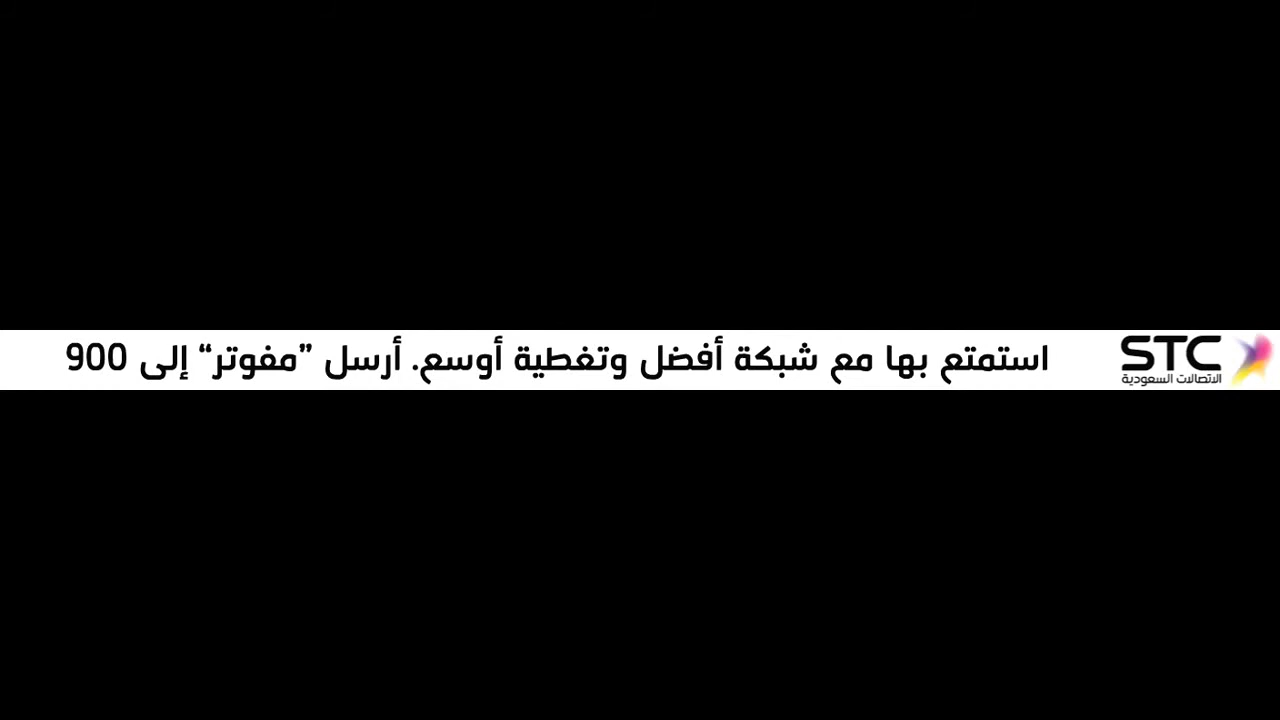 استمتع بها مع شبكة أفضل وتغطية أوسع. أرسل ”مفوتر“ إلى 900
STC
الاتصالات السعودية